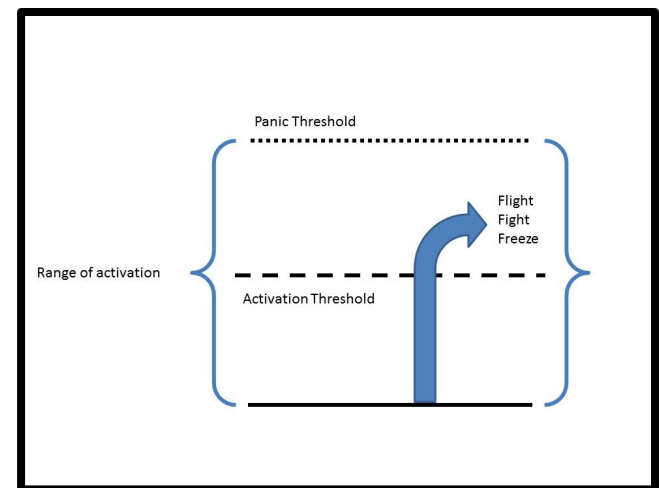 Panic Threshold
Flight
Fight
Freeze
Range of activation
Activation Threshold